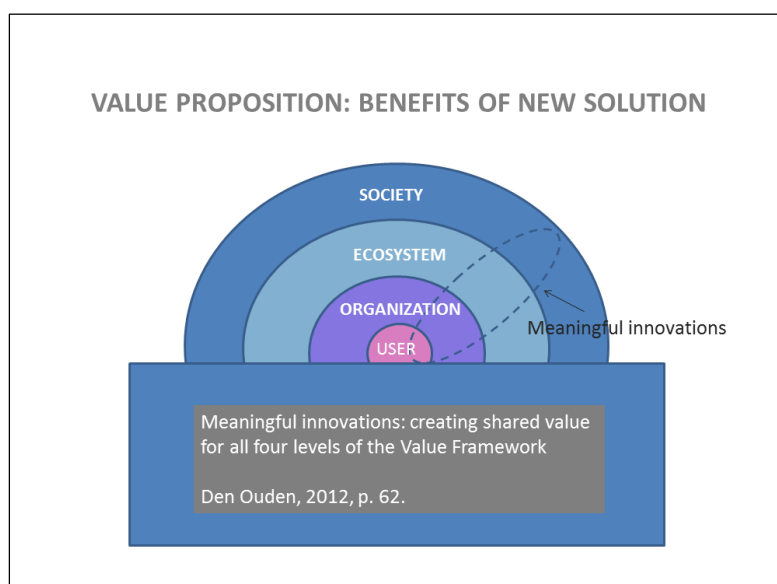 VALUE PROPOSITION: BENEFITS OF NEW SOLUTION
SOCIETY
ECOSYSTEM
ORGANIZATION
USER
Meaningful innovations
Meaningful innovations: creating shared value
for all four levels of the Value Framework
Den Ouden, 2012, p. 62.